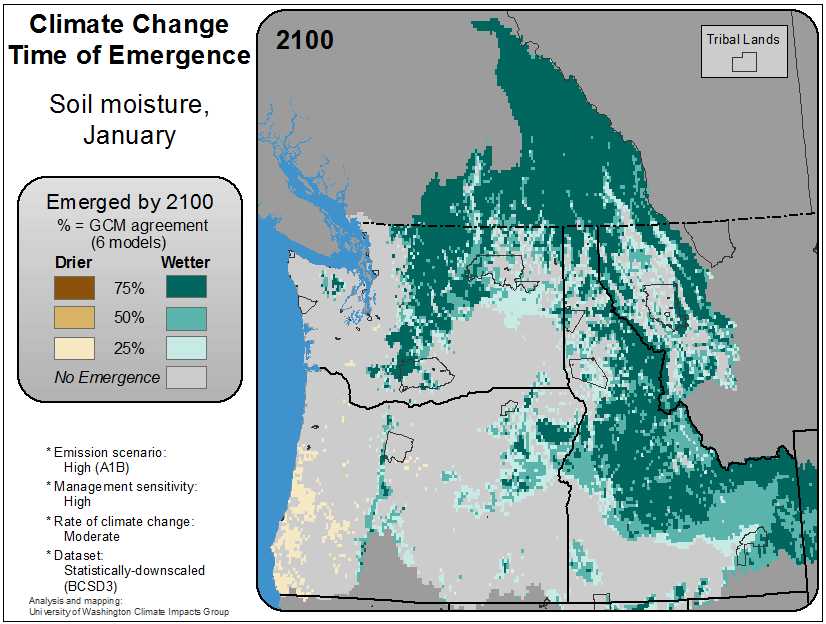 Climate Change
Time of Emergence
Soil moisture,
January
Emerged by 2100
% = GCM agreement
(6 models)
Drier Wetter
75%
50%
25%
No Emergence
* Emission scenario:
High (A1B)
* Management sensitivity:
High
* Rate of climate change:
Moderate
* Dataset:
Statistically-downscaled
(BCSD3)
Analysis and mapping:
University of Washington Climate Impacts Group
2100
Tribal Lands